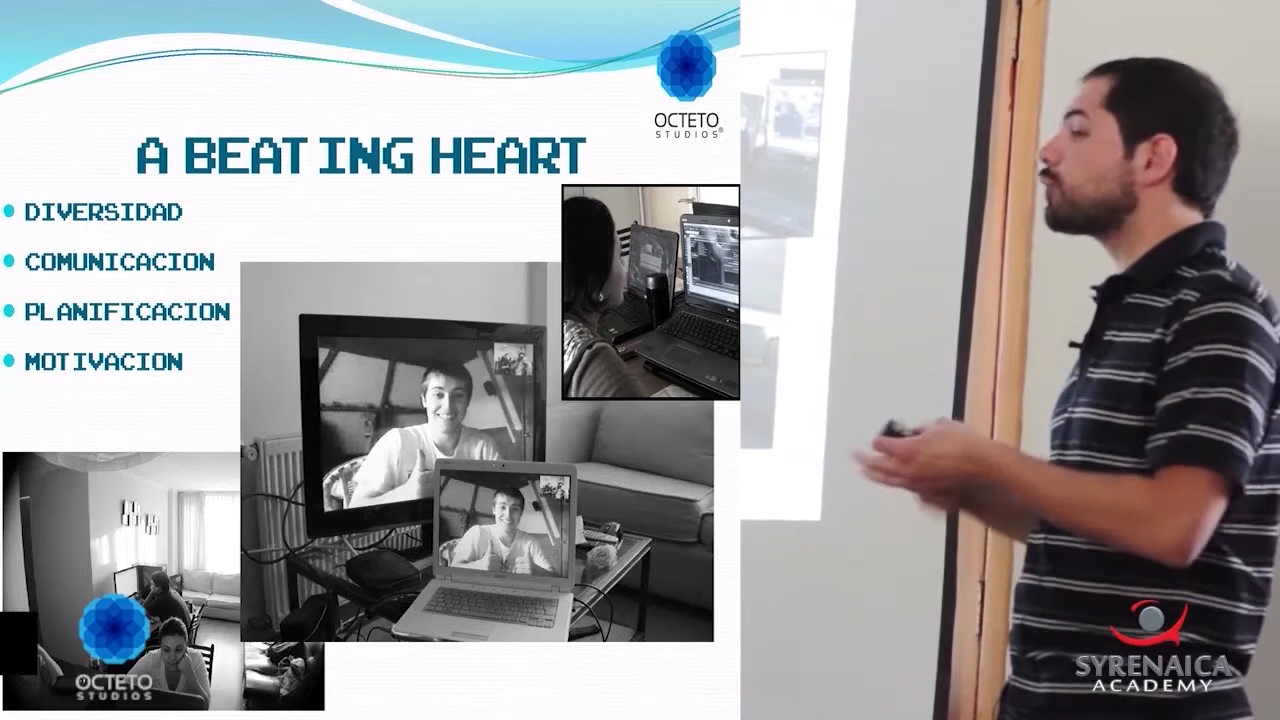 OCTETO
STUDIOS®
A BEATING HEART
DIVERSIDAD
COMUNICACION
PLANIFICACION
MOTIVACION
OCTETO
STUDIOS
SYRENAICA
ACADEMY